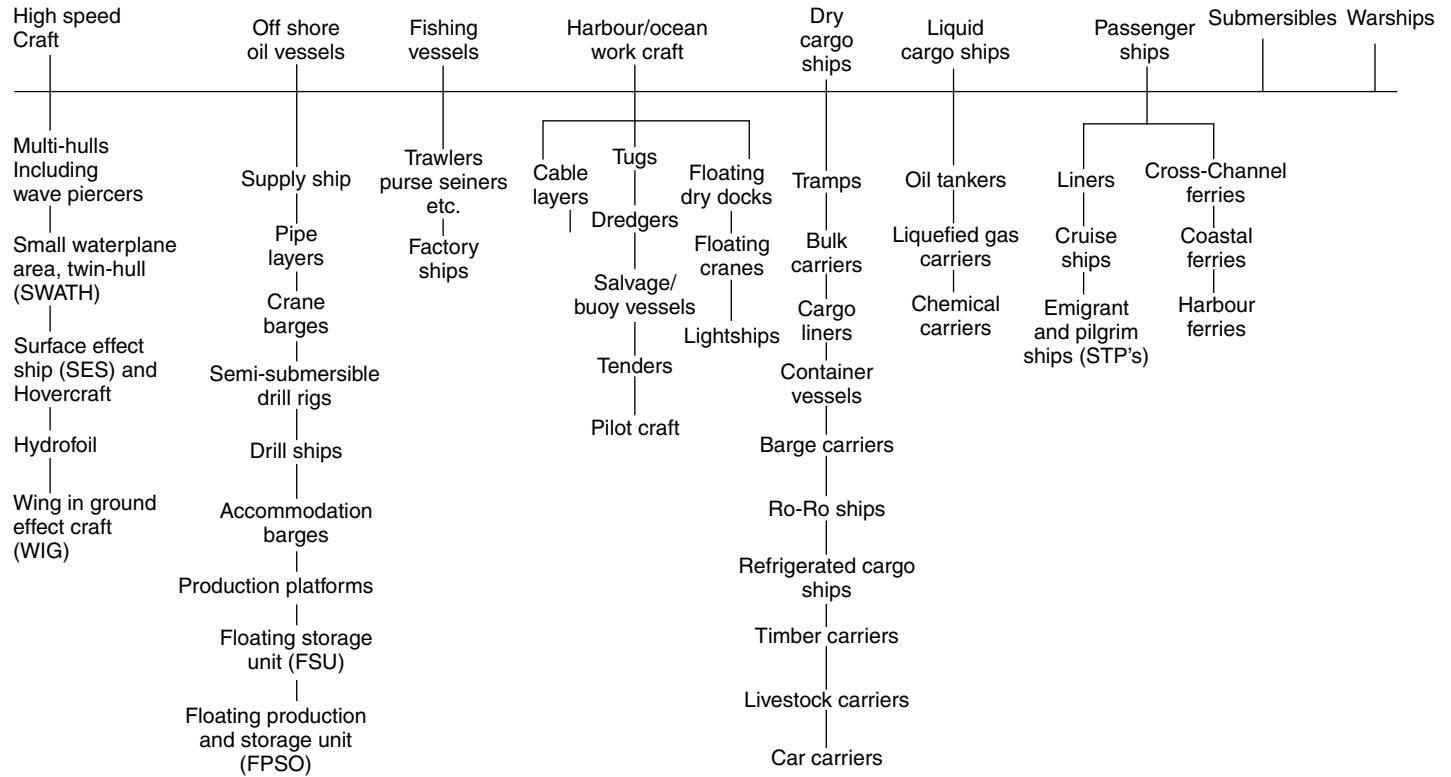 High speed
Craft
Off shore
oil vessels
Fishing
vessels
Harbour/ocean
work craft
Dry
cargo
ships
Liquid
cargo ships
Passenger
ships
Submersibles
Warships
Multi-hulls
Including
wave piercers
Small waterplane
area, twin-hull
(SWATH)
Surface effect
ship (SES) and
Hovercraft
Hydrofoil
Wing in ground
effect craft
(WIG)
Supply ship
Pipe
layers
Crane
barges
Semi-submersible
drill rigs
Drill ships
Accommodation
barges
Production platforms
Floating storage
unit (FSU)
Floating production
and storage unit
(FPSO)
Trawlers
purse seiners
etc.
Factory
ships
Cable
layers
Tugs
Dredgers
Salvage/
buoy vessels
Tenders
Pilot craft
Floating
dry docks
Floating
cranes
Lightships
Tramps
Bulk
carriers
Cargo
liners
Container
vessels
Barge carriers
Ro-Ro ships
Refrigerated cargo
ships
Timber carriers
Livestock carriers
Car carriers
Oil tankers
Liquefied gas
carriers
Chemical
carriers
Liners
Cruise
ships
Emigrant
and pilgrim
ships (STP's)
Cross-Channel
ferries
Coastal
ferries
Harbour
ferries